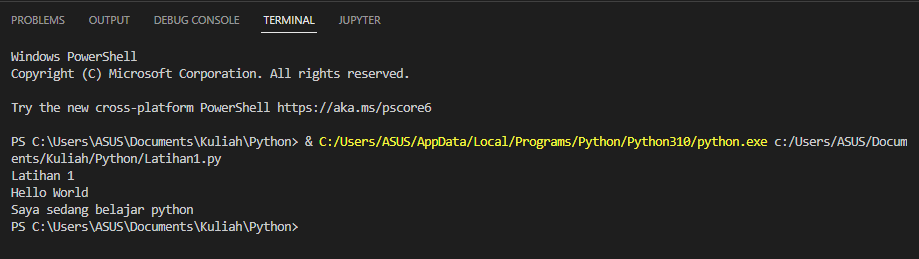 PROBLEMS OUTPUT DEBUG CONSOLE TERMINAL JUPYTER
Windows PowerShell
Copyright (C) Microsoft Corporation. All rights reserved.
Try the new cross-platform PowerShell https://aka.ms/pscore6
PS C:\Users\ASUS\Documents\Kuliah\Python> & C:/Users/ASUS/AppData/Local/Programs/Python/Python310/python.exe c:/Users/ASUS/Docum
ents/Kuliah/Python/Latihan1.py
Latihan 1
Hello World
Saya sedang belajar python
PS C:\Users\ASUS\Documents\Kuliah\Python>